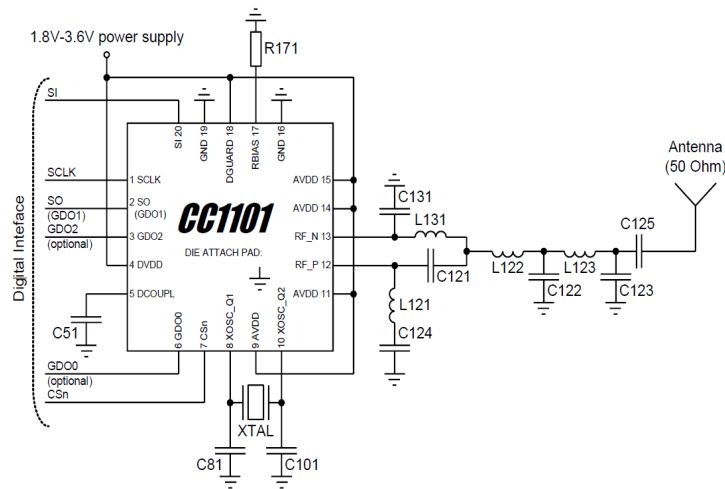 1.8V-3.6V power supply
R171
SI
SI 20
GND 19
DGUARD 18
RBIAS 17
GND 16
Antenna
(50 Ohm)
SCLK
1 SCLK
AVDD 15
SO
(GDO1)
2 SO
(GDO1)
CC1101
AVDD 14
C131
L131
C125
GDO2
(optional)
3 GDO2
DIE ATTACH PAD:
RF_N 13
4 DVDD
RF_P 12
C121
L122
L123
C122
C123
5 DCOUPL
AVDD 11
L121
C51
C124
6 GDO0
7 CSn
8 XOSC_Q1
9 AVDD
10 XOSC_Q2
GDO0
(optional)
CSn
XTAL
C81
C101
Digital Inteface